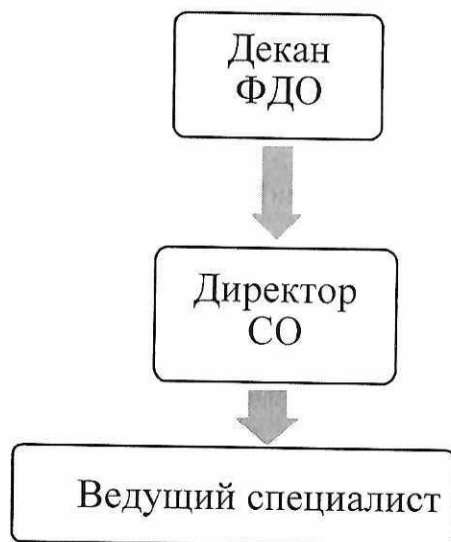 Декан
ФДО
Директор
СО
Ведущий специалист